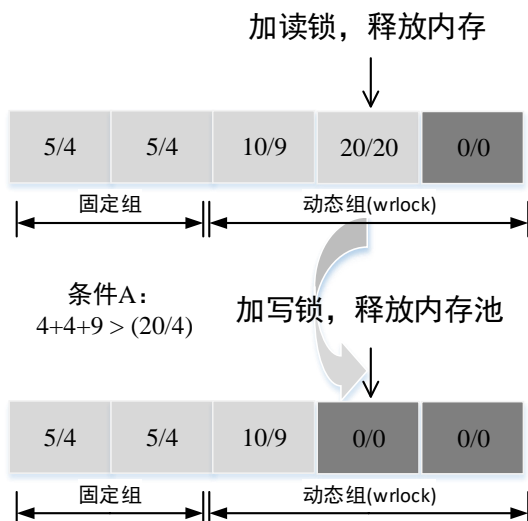 加读锁，释放内存
5/4 5/4 10/9 20/20 0/0
固定组 动态组(wrlock)
条件A：
4+4+9 > (20/4)
加写锁，释放内存池
5/4 5/4 10/9 0/0 0/0
固定组 动态组(wrlock)